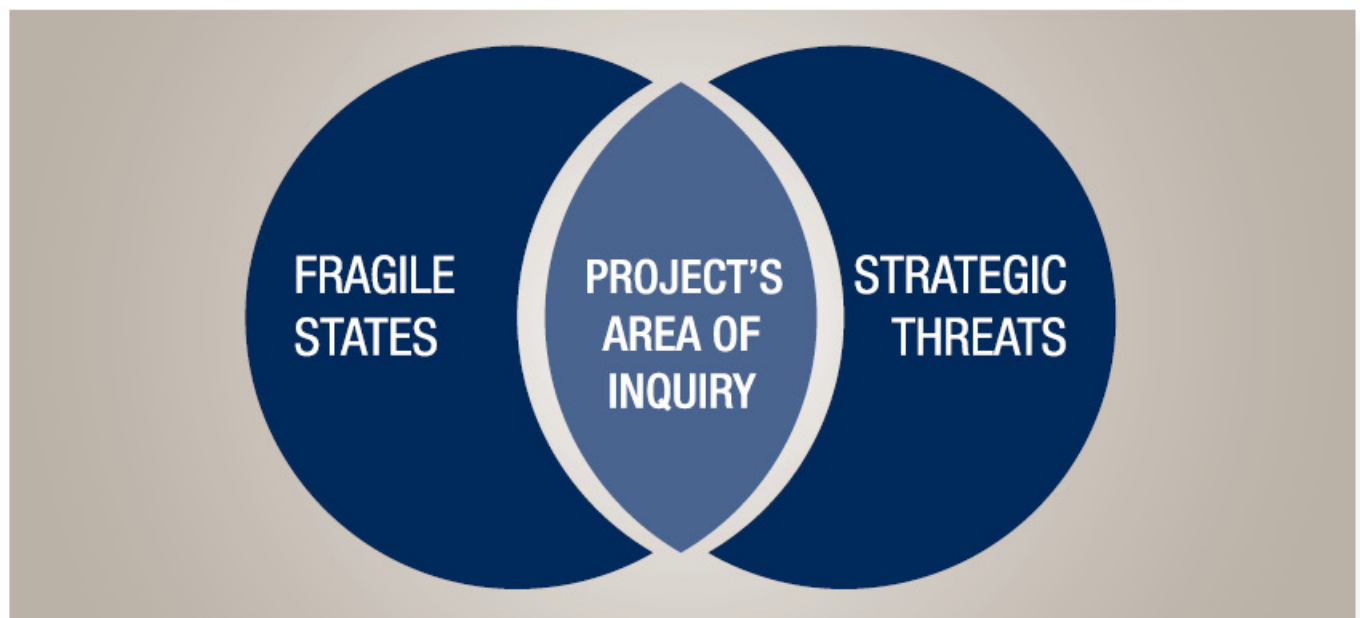 FRAGILE
STATES
PROJECT’S
AREA OF
INQUIRY
STRATEGIC
THREATS